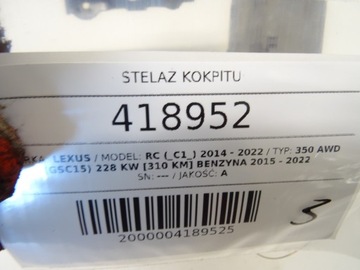 STELAZ KOKPITU
418952
LEXUS / MODEL: RC (_C1_) 2014 - 2022 / TYP: 350 AWD
(GSC15) 228 KW [310 KM] BENZYNA 2015 - 2022
SN: --- / JAKOŚĆ: A
2000004189525
3